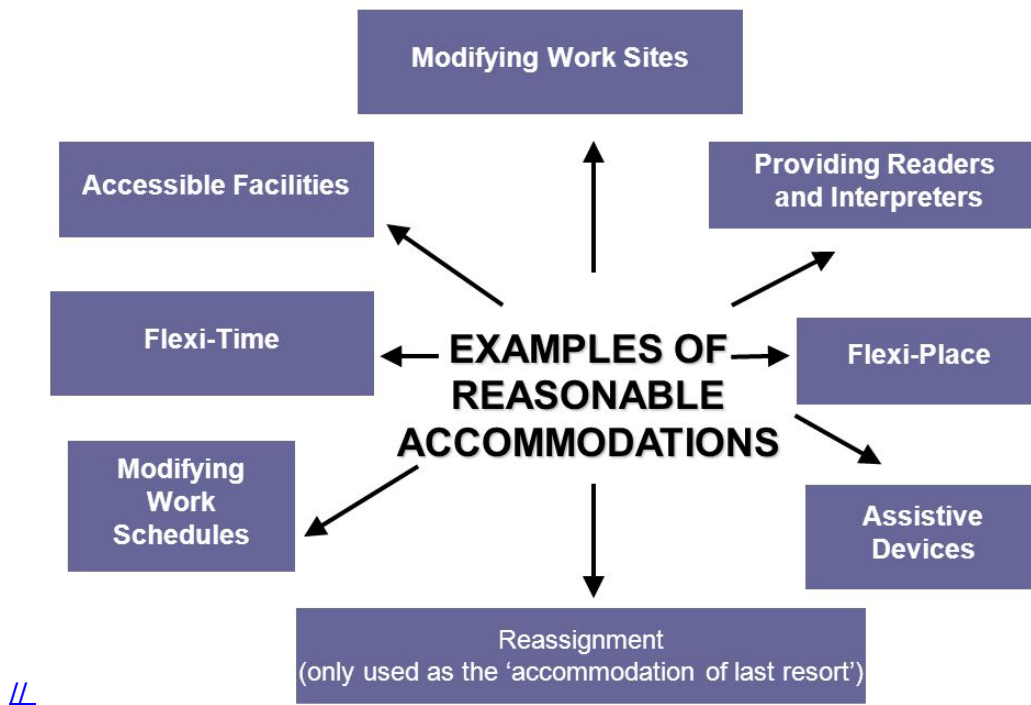 Modifying Work Sites
Accessible Facilities
Providing Readers
and Interpreters
Flexi-Time
EXAMPLES OF
REASONABLE
ACCOMMODATIONS
Flexi-Place
Modifying
Work
Schedules
Assistive
Devices
Reassignment
(only used as the ‘accommodation of last resort’)
//